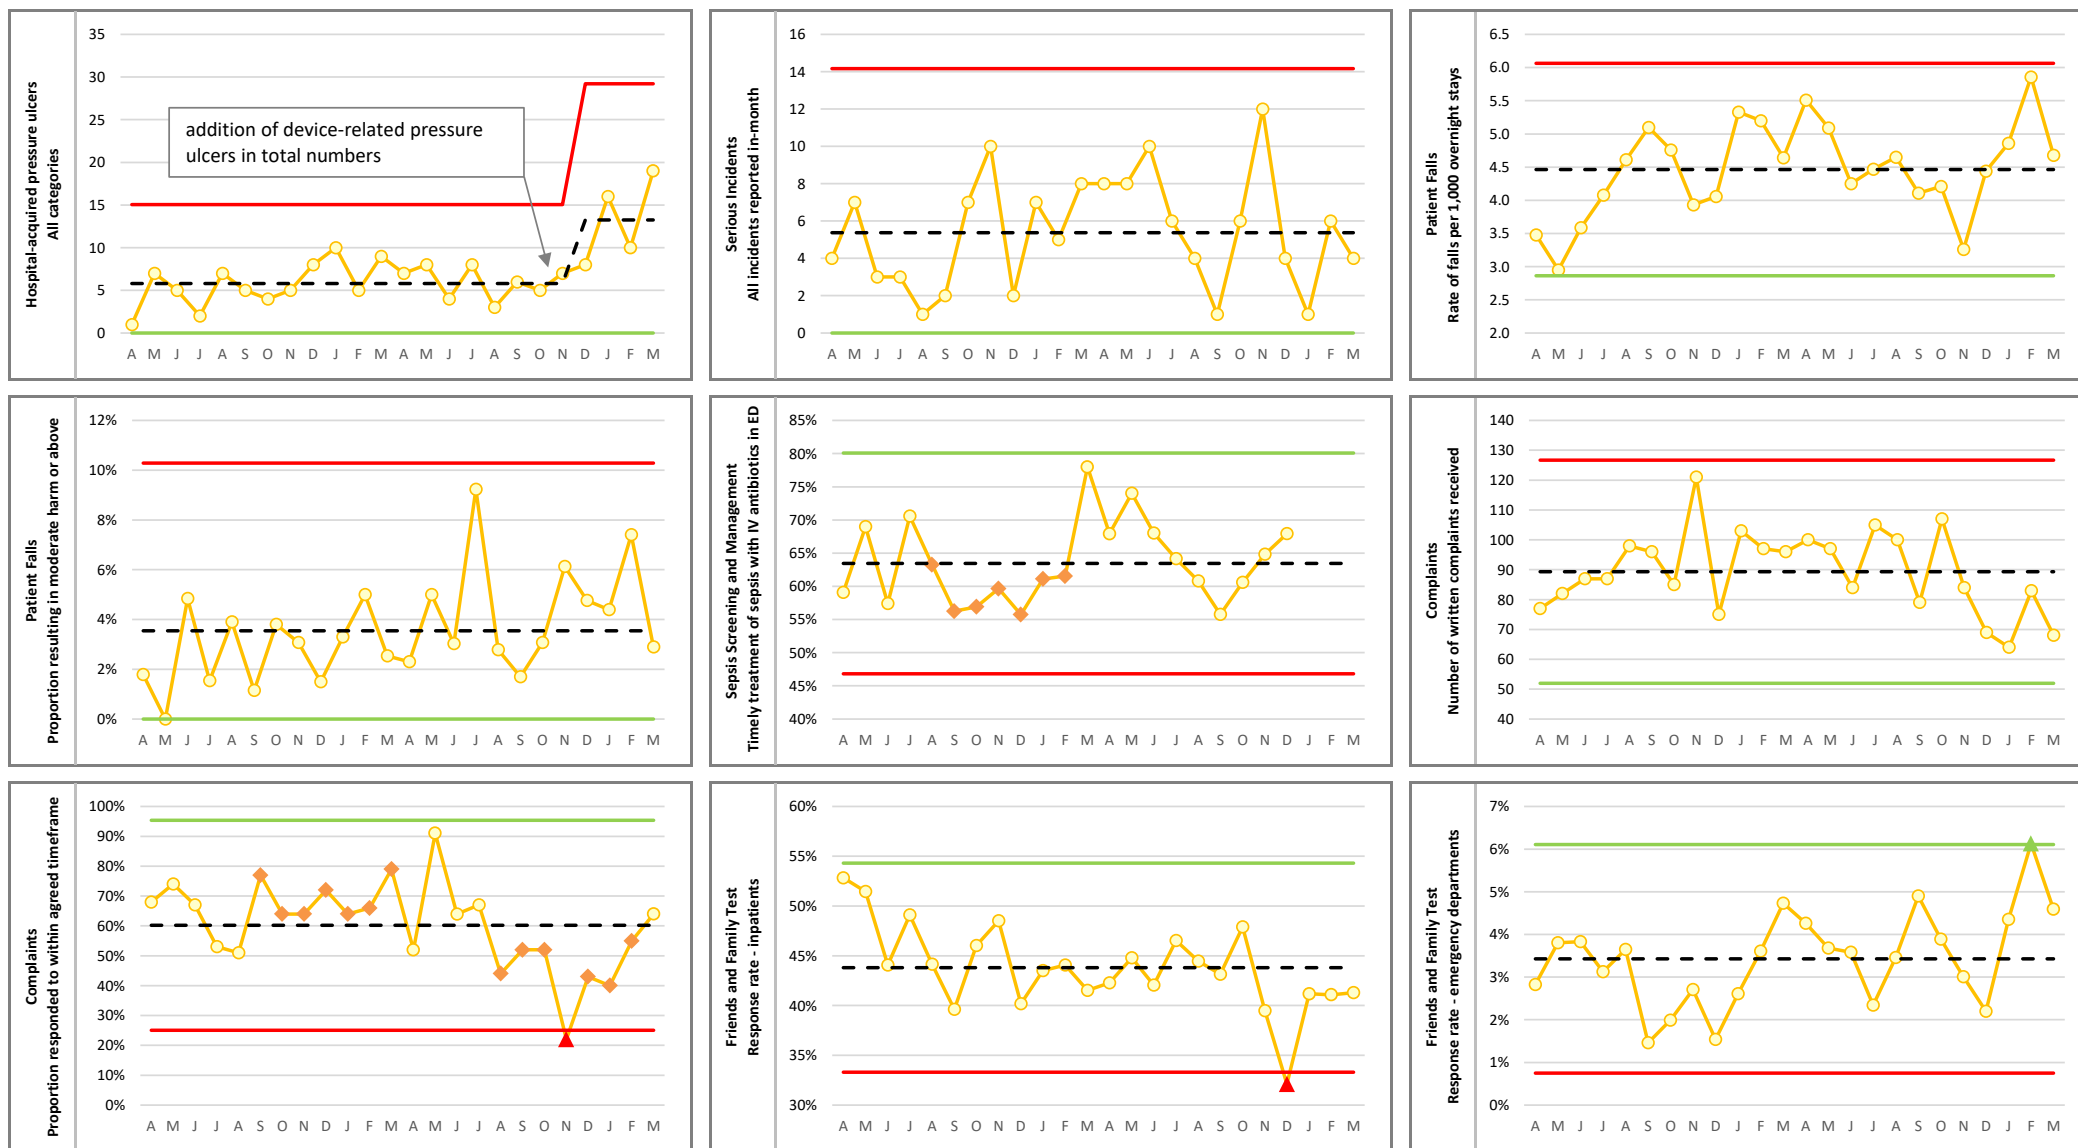 Hospital-acquired pressure ulcers
All categories
35
30
25
20
15
10
5
0
addition of device-related pressure
ulcers in total numbers
A M J J A S O N D J F M A M J J A S O N D J F M
Serious Incidents
All incidents reported in-month
16
14
12
10
8
6
4
2
0
A M J J A S O N D J F M A M J J A S O N D J F M
Patient Falls
Rate of falls per 1,000 overnight stays
6.5
6.0
5.5
5.0
4.5
4.0
3.5
3.0
2.5
2.0
A M J J A S O N D J F M A M J J A S O N D J F M
Patient Falls
Proportion resulting in moderate harm or above
12%
10%
8%
6%
4%
2%
0%
A M J J A S O N D J F M A M J J A S O N D J F M
Sepsis Screening and Management
Timely treatment of sepsis with IV antibiotics in ED
85%
80%
75%
70%
65%
60%
55%
50%
45%
40%
A M J J A S O N D J F M A M J J A S O N D J F M
Complaints
Number of written complaints received
140
130
120
110
100
90
80
70
60
50
40
A M J J A S O N D J F M A M J J A S O N D J F M
Complaints
Proportion responded to within agreed timeframe
100%
90%
80%
70%
60%
50%
40%
30%
20%
10%
0%
A M J J A S O N D J F M A M J J A S O N D J F M
Friends and Family Test
Response rate - inpatients
60%
55%
50%
45%
40%
35%
30%
A M J J A S O N D J F M A M J J A S O N D J F M
Friends and Family Test
Response rate - emergency departments
7%
6%
5%
4%
3%
2%
1%
0%
A M J J A S O N D J F M A M J J A S O N D J F M